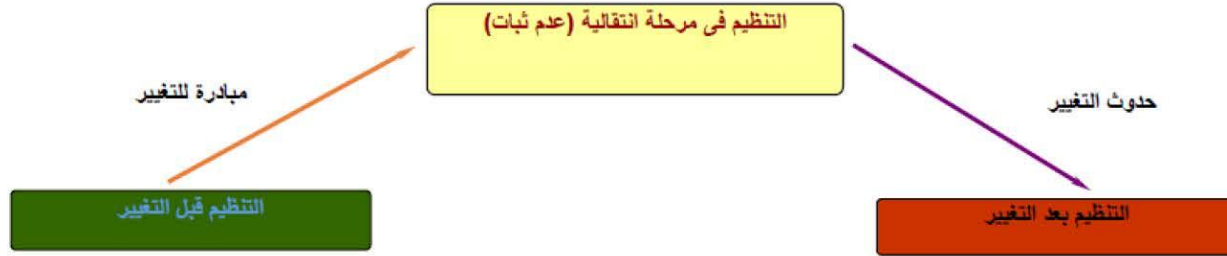 التنظيم فى مرحلة انتقالية (عدم ثبات)
مبادرة للتغيير
حدوث التغيير
التنظيم قبل التغيير
التنظيم بعد التغيير